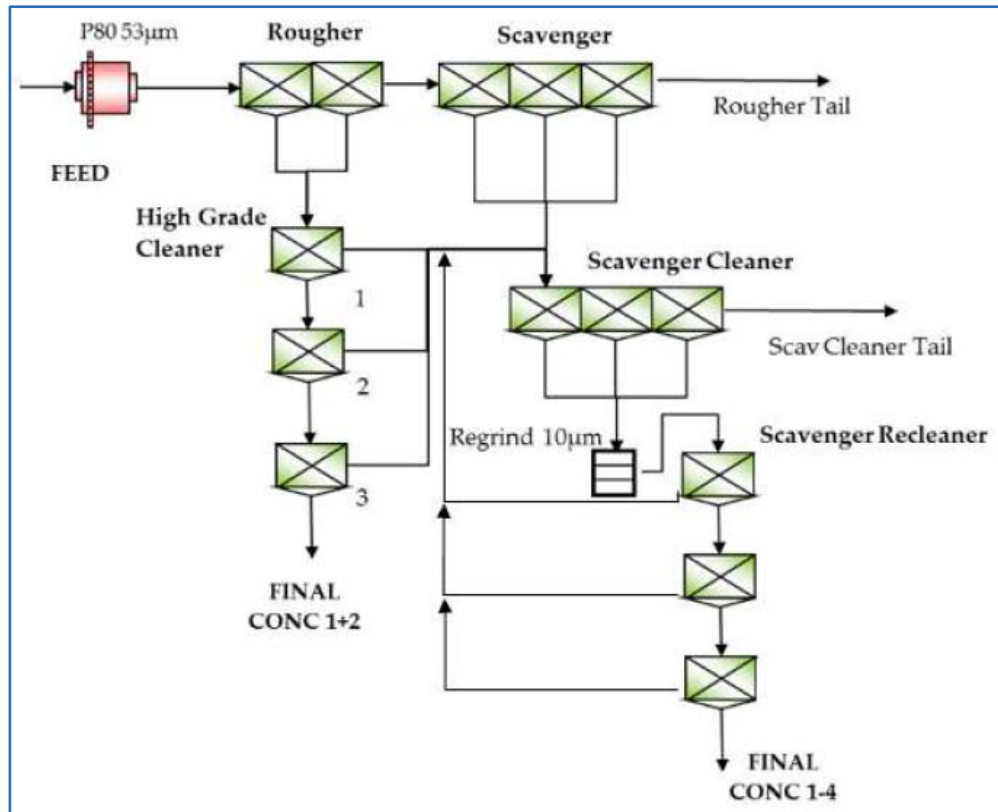 P80 53µm
Rougher
Scavenger
Rougher Tail
FEED
High Grade
Cleaner
1
Scavenger Cleaner
Scav Cleaner Tail
2
Regrind 10µm
Scavenger Recleaner
3
FINAL
CONC 1+2
FINAL
CONC 1-4